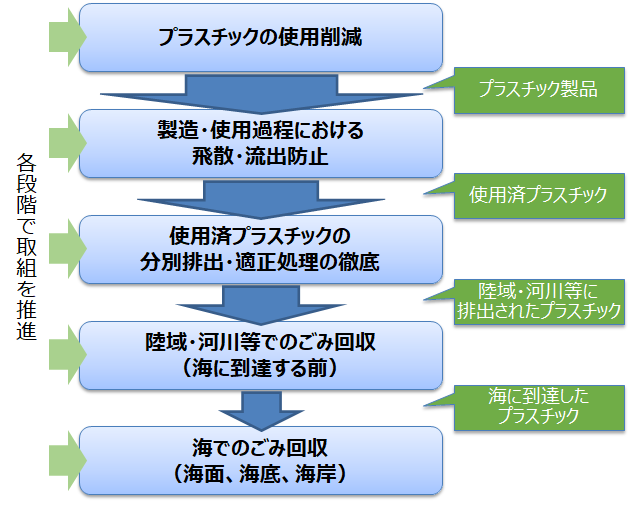 各段階で取組を推進
プラスチックの使用削減
プラスチック製品
製造・使用過程における
飛散・流出防止
使用済プラスチック
使用済プラスチックの
分別排出・適正処理の徹底
陸域・河川等に
排出されたプラスチック
陸域・河川等でのごみ回収
（海に到達する前）
海に到達した
プラスチック
海でのごみ回収
（海面、海底、海岸）